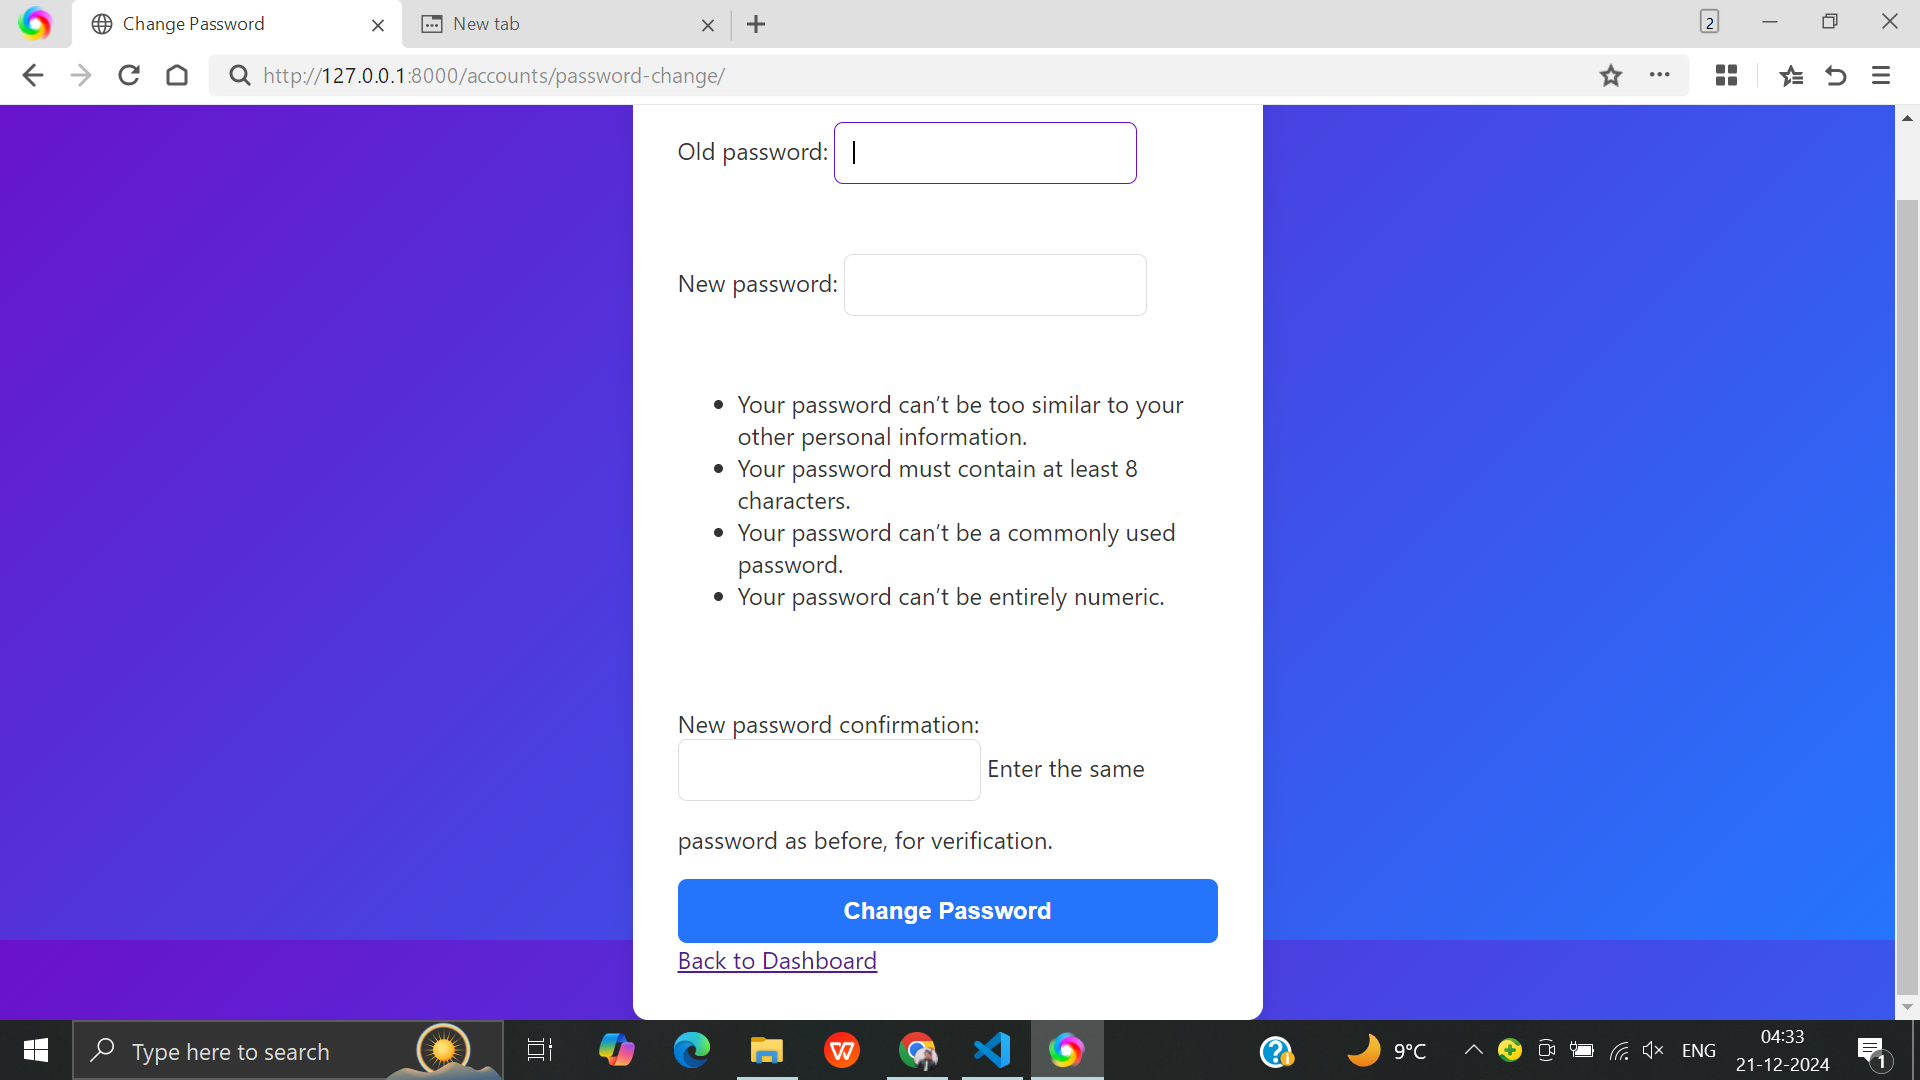 Change Password
New tab
2
http://127.0.0.1:8000/accounts/password-change/
Old password:
New password:
Your password can’t be too similar to your
other personal information.
Your password must contain at least 8
characters.
Your password can’t be a commonly used
password.
Your password can’t be entirely numeric.
New password confirmation:
Enter the same
password as before, for verification.
Change Password
Back to Dashboard
Type here to search
9°C
ENG
04:33
21-12-2024
1